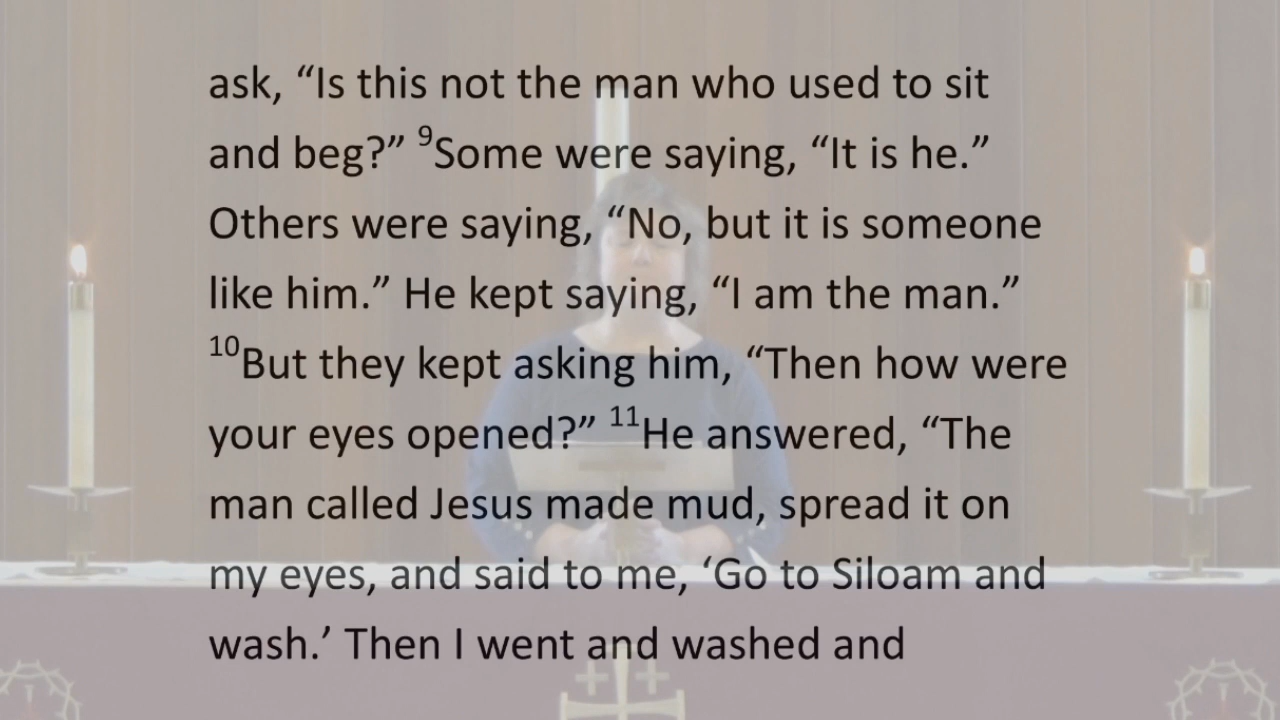 ask, “Is this not the man who used to sit
and beg?” ⁹Some were saying, “It is he.”
Others were saying, “No, but it is someone
like him.” He kept saying, “I am the man.”
¹⁰But they kept asking him, “Then how were
your eyes opened?” ¹¹He answered, “The
man called Jesus made mud, spread it on
my eyes, and said to me, ‘Go to Siloam and
wash.’ Then I went and washed and